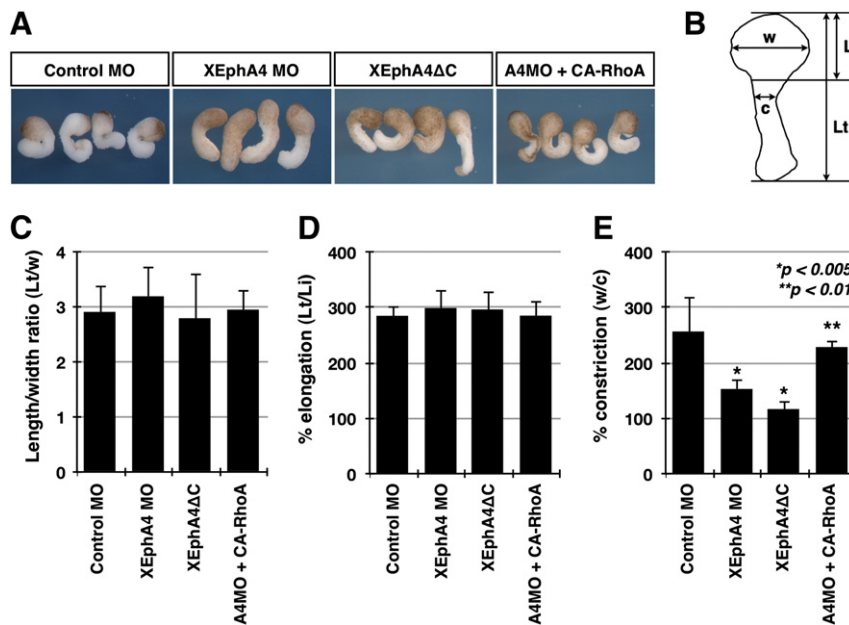 A
Control MO
XEphA4 MO
XEphA4ΔC
A4MO + CA-RhoA
B
w
c
Lt
C
Length/width ratio (Lt/w)
4
3
2
1
0
Control MO
XEphA4 MO
XEphA4ΔC
A4MO + CA-RhoA
D
% elongation (Lt/Li)
400
300
200
100
0
Control MO
XEphA4 MO
XEphA4ΔC
A4MO + CA-RhoA
E
*p < 0.005
**p < 0.01
% constriction (w/c)
400
300
200
100
0
*
*
**
Control MO
XEphA4 MO
XEphA4ΔC
A4MO + CA-RhoA